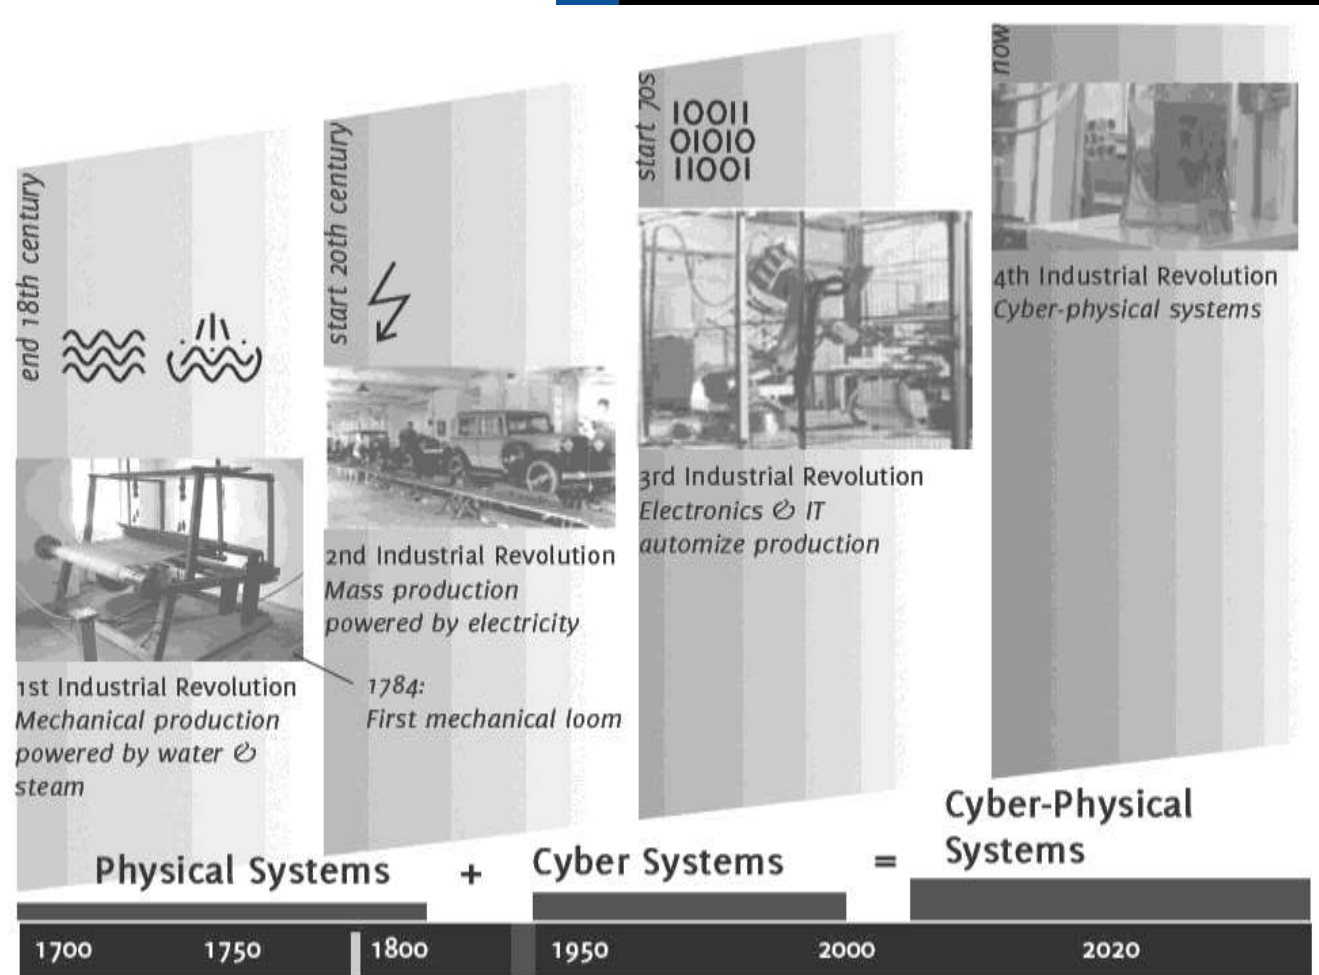 end 18th century
1st Industrial Revolution
Mechanical production
powered by water &
steam
1784:
First mechanical loom
start 20th century
2nd Industrial Revolution
Mass production
powered by electricity
start 70s
10011
01010
11001
3rd Industrial Revolution
Electronics & IT
automize production
now
4th Industrial Revolution
Cyber-physical systems
Physical Systems + Cyber Systems = Cyber-Physical
Systems
1700 1750 1800 1950 2000 2020